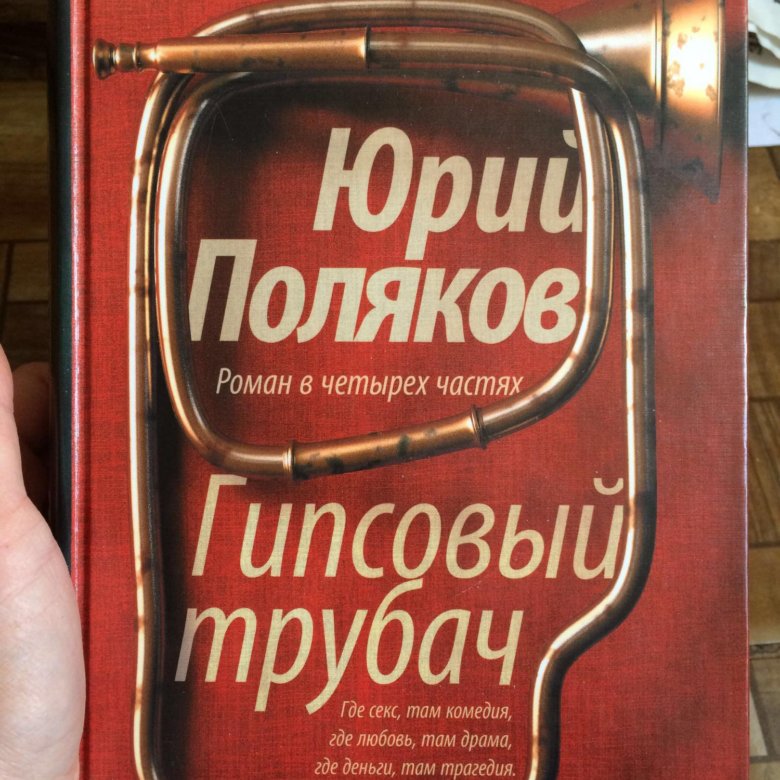 Юрий
Поляков
Роман в четырех частях
Гипсовый
трубач
Где секс, там комедия,
где любовь, там драма,
где деньги, там трагедия.